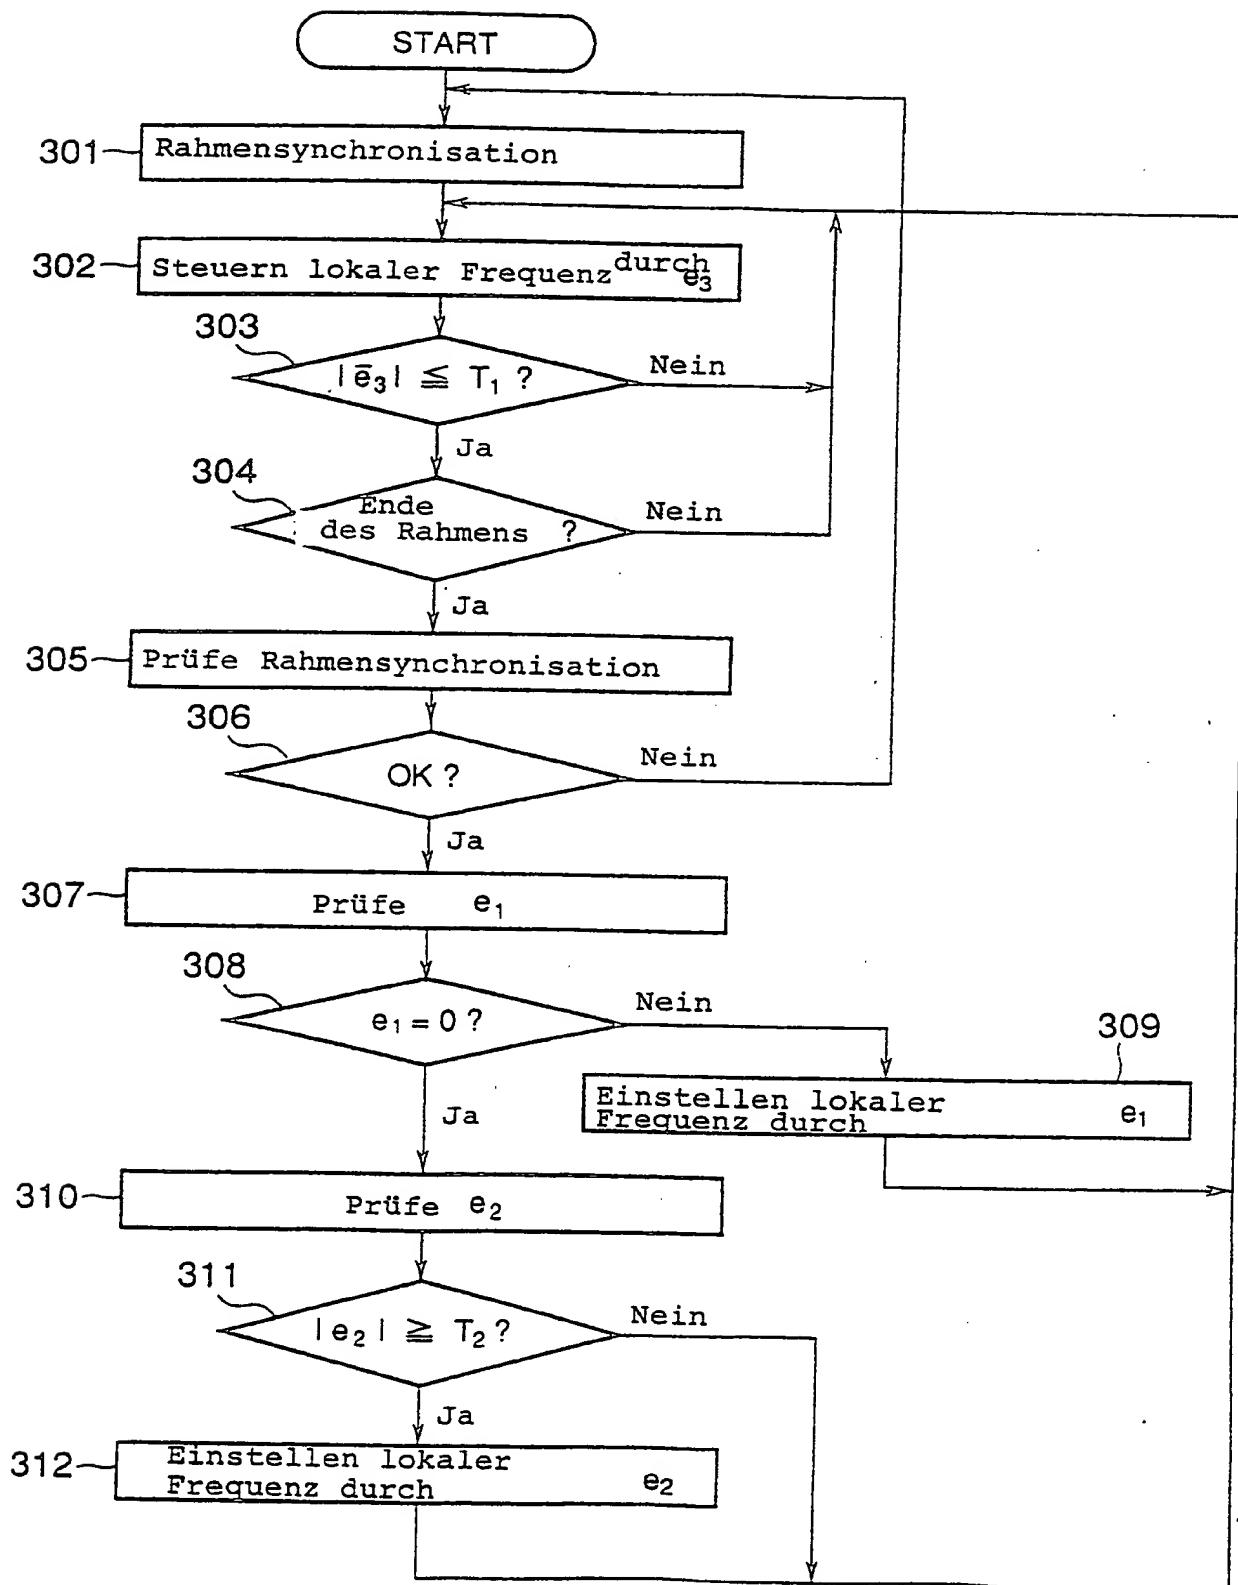 START
301
Rahmensynchronisation
302
Steuern lokaler Frequenz durch e₃
303
|ē₃| ≦ T₁ ?
Nein
Ja
304
Ende
des Rahmens ?
Nein
Ja
305
Prüfe Rahmensynchronisation
306
OK ?
Nein
Ja
307
Prüfe e₁
308
e₁ = 0 ?
Nein
309
Einstellen lokaler
Frequenz durch e₁
Ja
310
Prüfe e₂
311
|e₂| ≧ T₂ ?
Nein
Ja
312
Einstellen lokaler
Frequenz durch e₂